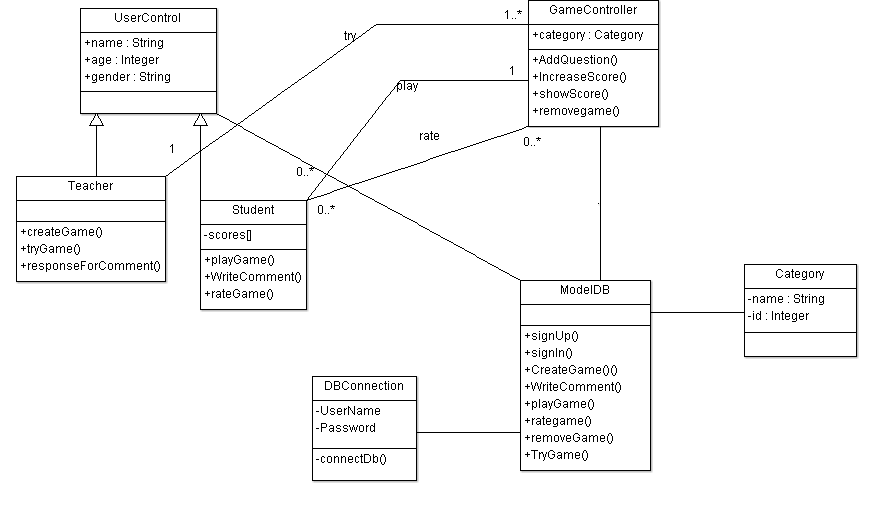 UserControl
+name : String
+age : Integer
+gender : String
GameController
+category : Category
+AddQuestion()
+IncreaseScore()
+showScore()
+removegame()
1..*
try
1
play
rate
0..*
1
0..*
0..*
Teacher
+createGame()
+tryGame()
+responseForComment()
Student
-scores[]
+playGame()
+WriteComment()
+rateGame()
ModelDB
+signUp()
+signIn()
+CreateGame()()
+WriteComment()
+playGame()
+rategame()
+removeGame()
+TryGame()
Category
-name : String
-id : Integer
DBConnection
-UserName
-Password
-connectDb()